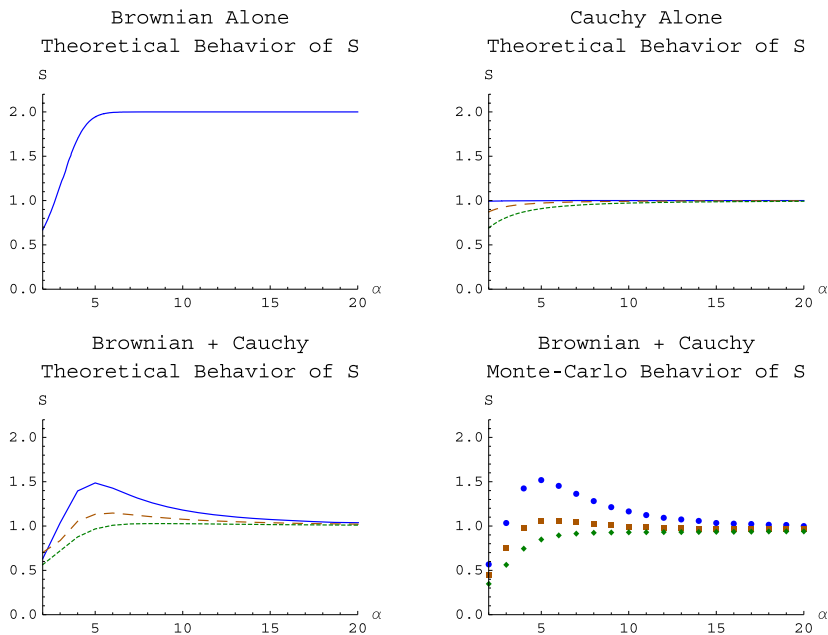 Brownian Alone
Theoretical Behavior of S
S
2.0
1.5
1.0
0.5
0.0
5 10 15 20 α
Cauchy Alone
Theoretical Behavior of S
S
2.0
1.5
1.0
0.5
0.0
5 10 15 20 α
Brownian + Cauchy
Theoretical Behavior of S
S
2.0
1.5
1.0
0.5
0.0
5 10 15 20 α
Brownian + Cauchy
Monte-Carlo Behavior of S
S
2.0
1.5
1.0
0.5
0.0
5 10 15 20 α